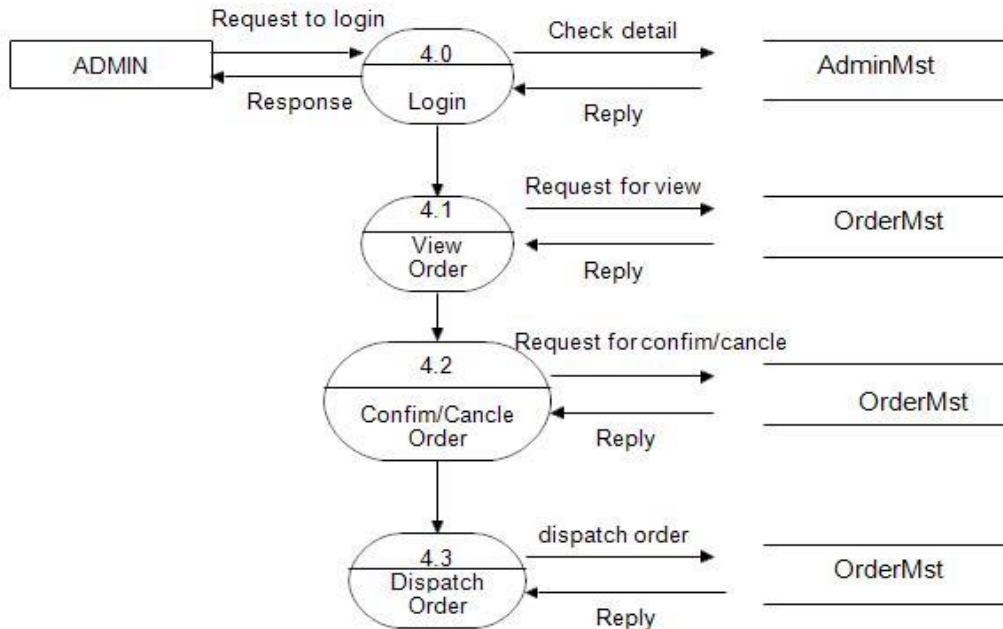 Request to login
ADMIN
Response
4.0
Login
Check detail
Reply
AdminMst
4.1
View
Order
Request for view
Reply
OrderMst
4.2
Confim/Cancle
Order
Request for confim/cancle
Reply
OrderMst
4.3
Dispatch
Order
dispatch order
Reply
OrderMst